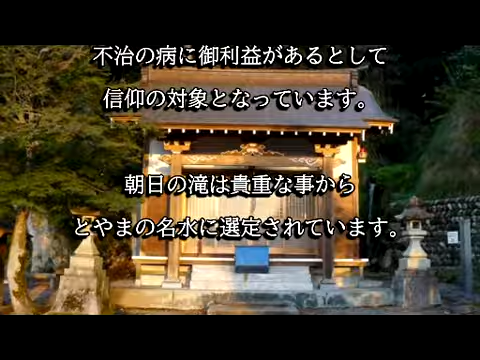 不治の病に御利益があるとして
信仰の対象となっています。
朝日の滝は貴重な事から
とやまの名水に選定されています。